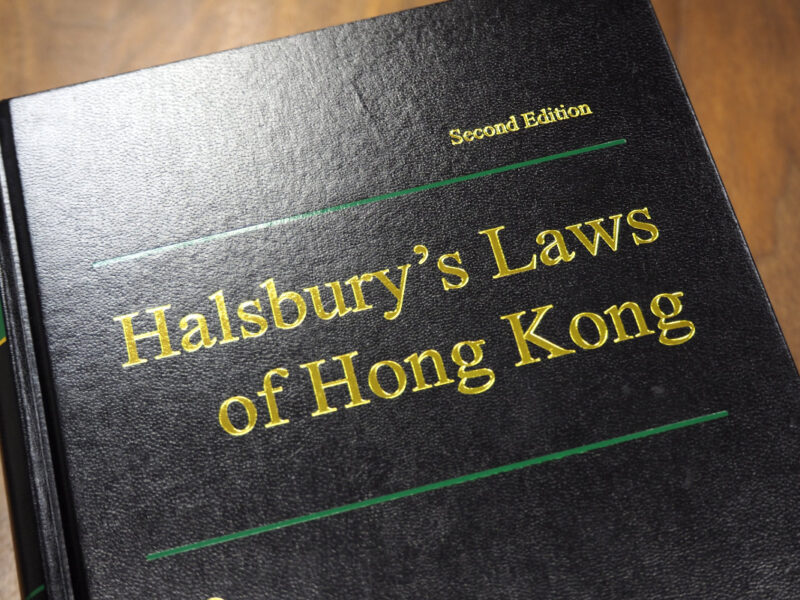 Second Edition
Halsbury's Laws
of Hong Kong